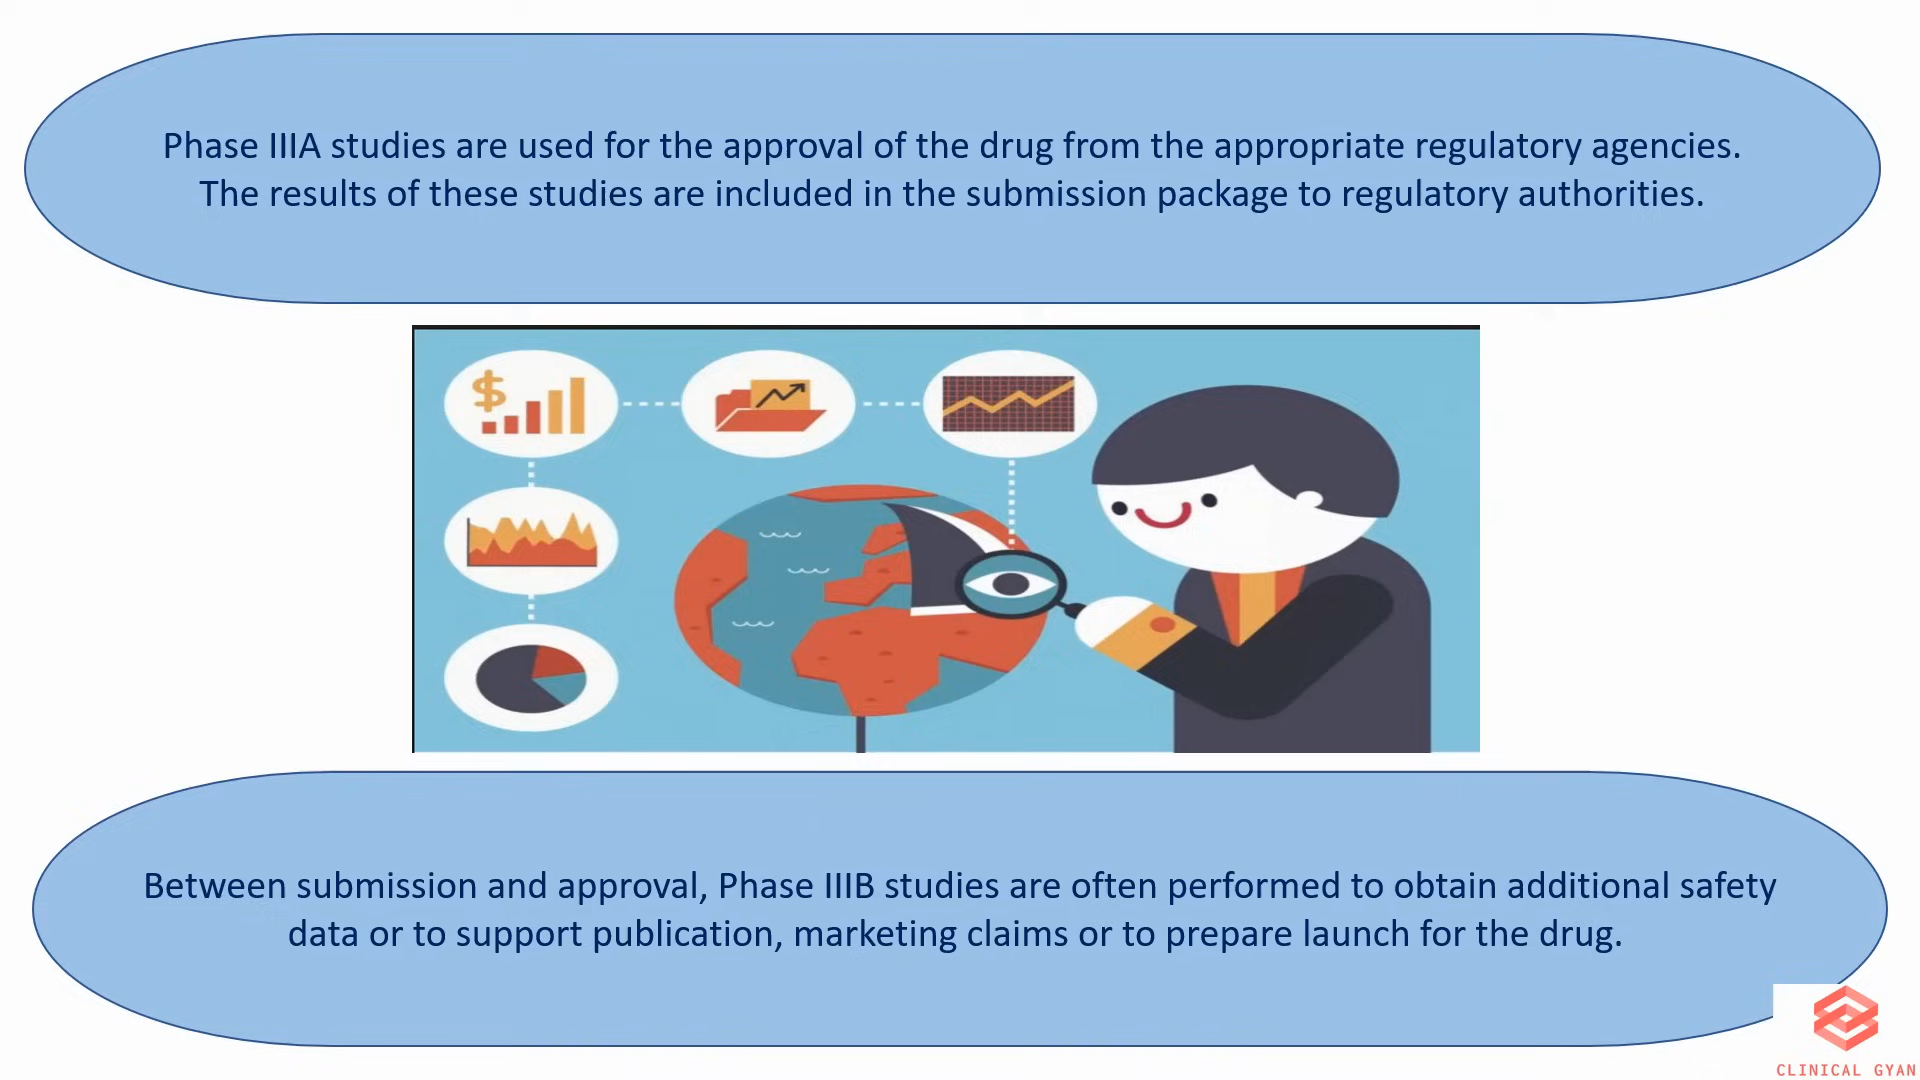 Phase IIIA studies are used for the approval of the drug from the appropriate regulatory agencies.
The results of these studies are included in the submission package to regulatory authorities.
$
Between submission and approval, Phase IIIB studies are often performed to obtain additional safety
data or to support publication, marketing claims or to prepare launch for the drug.
CLINICAL GYAN